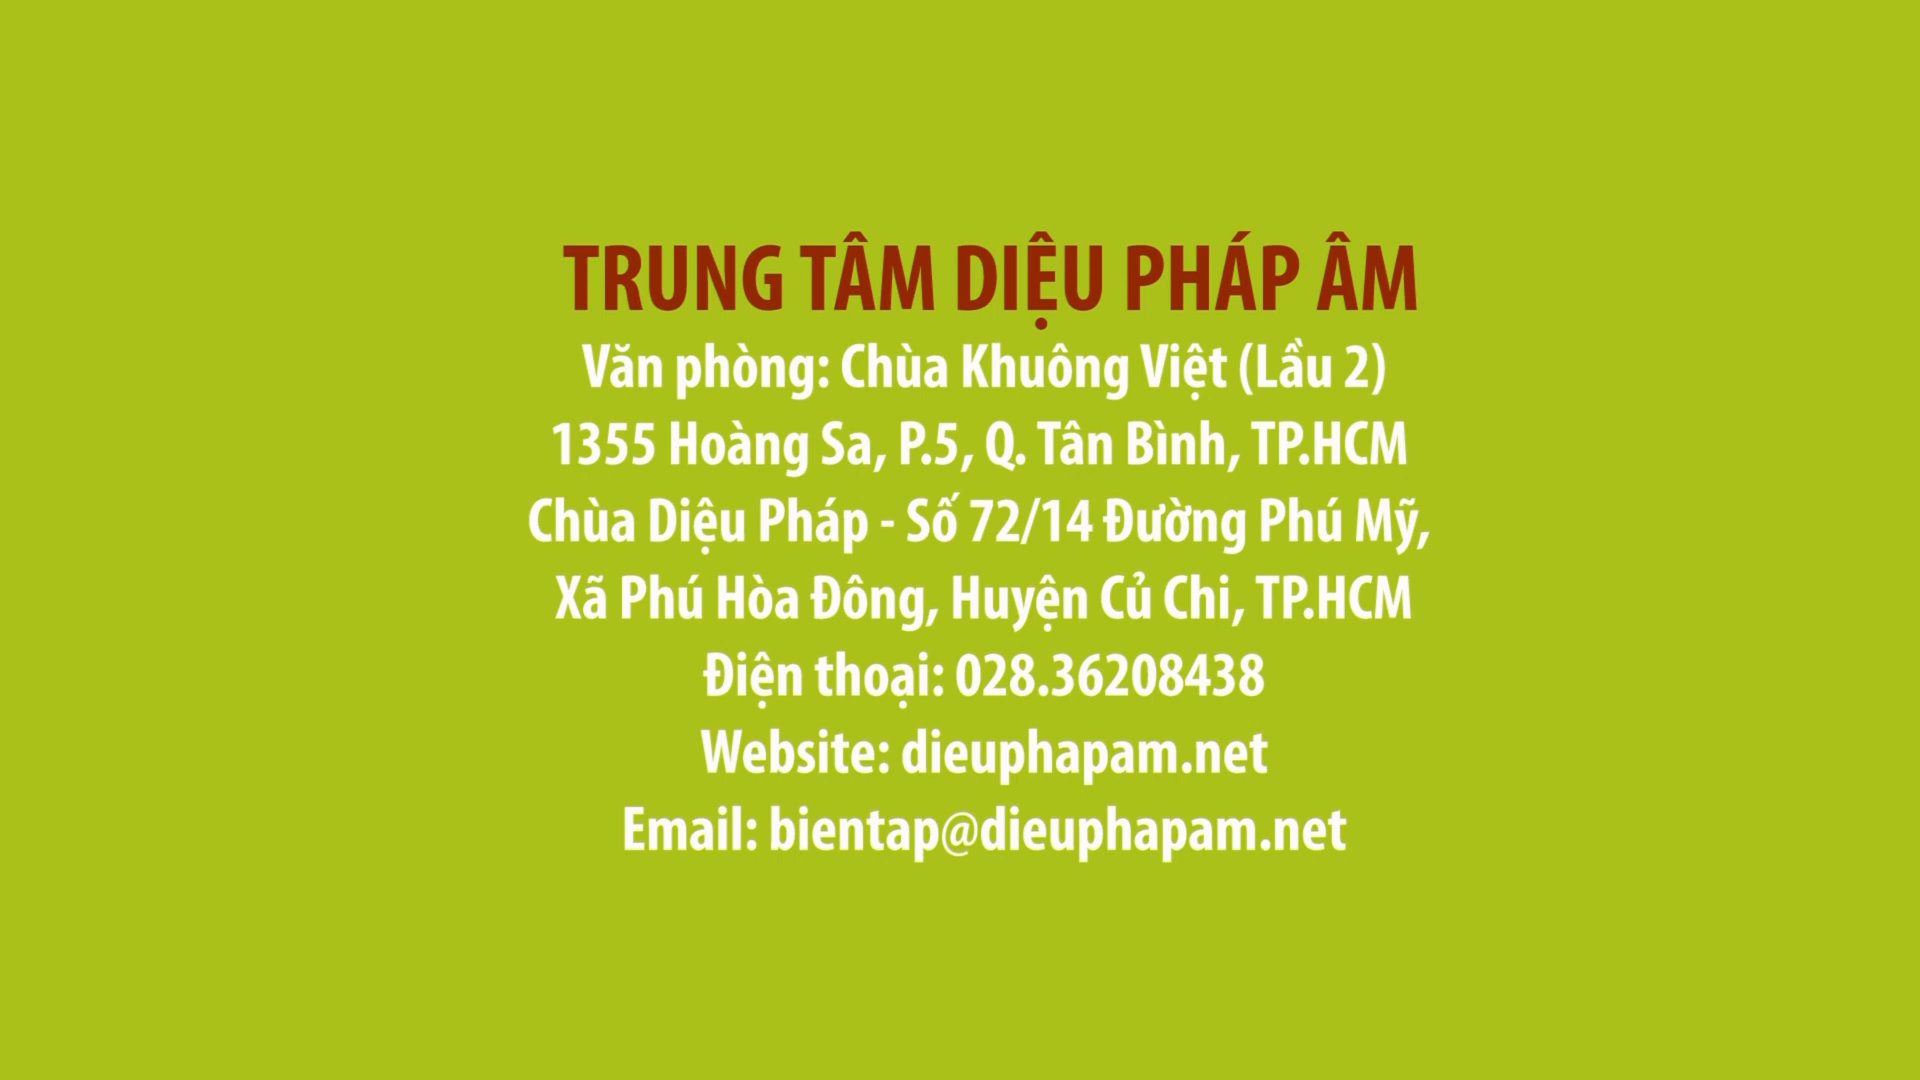 TRUNG TÂM DIỆU PHÁP ÂM
Văn phòng: Chùa Khuông Việt (Lầu 2)
1355 Hoàng Sa, P.5, Q. Tân Bình, TP.HCM
Chùa Diệu Pháp - Số 72/14 Đường Phú Mỹ,
Xã Phú Hòa Đông, Huyện Củ Chi, TP.HCM
Điện thoại: 028.36208438
Website: dieuphapam.net
Email: bientap@dieuphapam.net